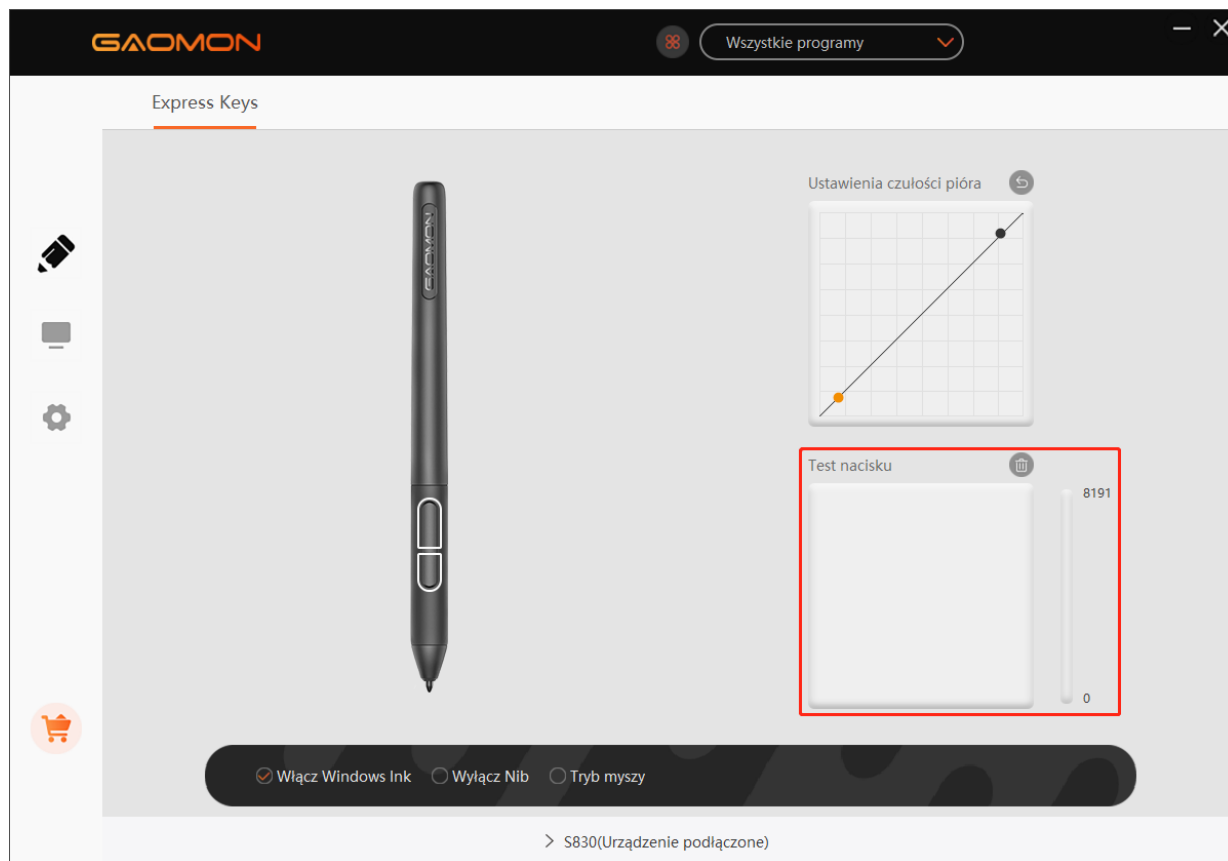 GAOMON
Wszystkie programy
Express Keys
Ustawienia czułości pióra
GAOMON
Test nacisku
8191
0
Włącz Windows Ink
Wyłącz Nib
Tryb myszy
S830(Urządzenie podłączone)